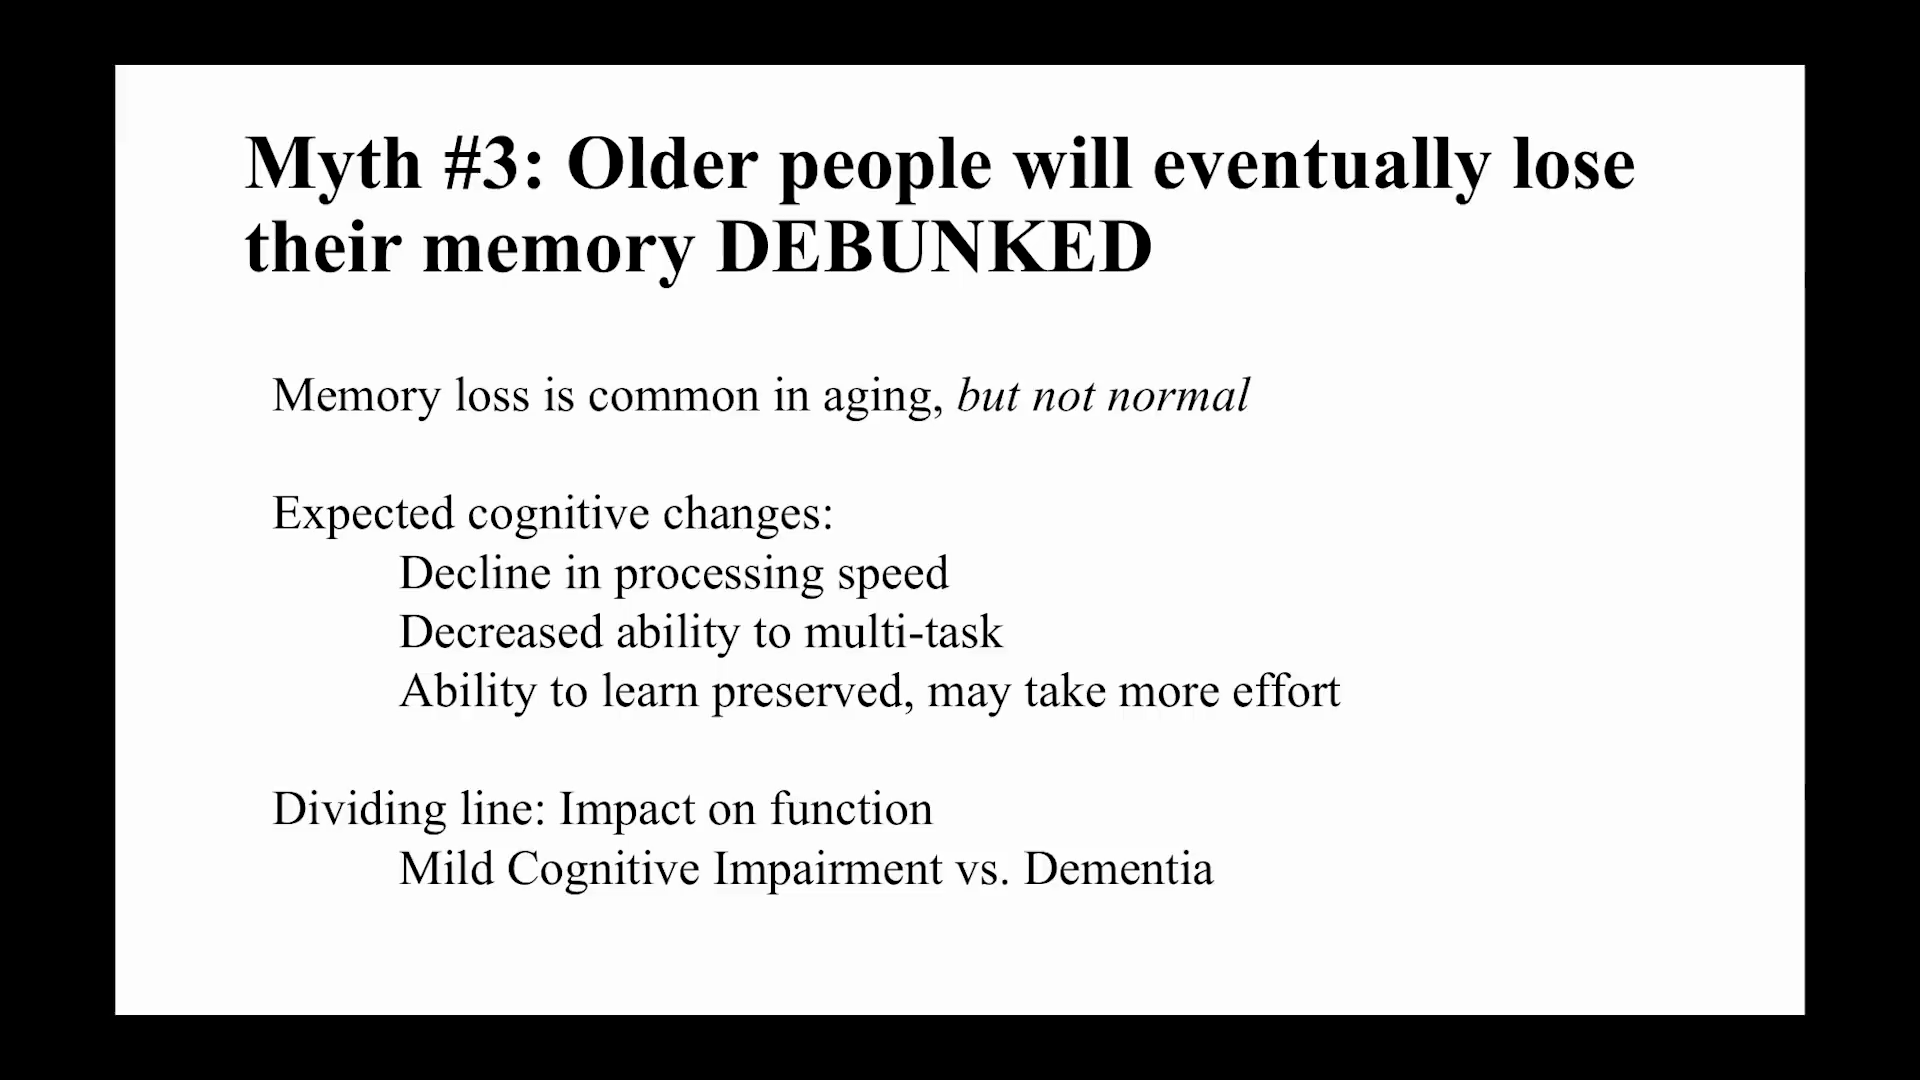 Myth #3: Older people will eventually lose
their memory DEBUNKED
Memory loss is common in aging, but not normal
Expected cognitive changes:
Decline in processing speed
Decreased ability to multi-task
Ability to learn preserved, may take more effort
Dividing line: Impact on function
Mild Cognitive Impairment vs. Dementia